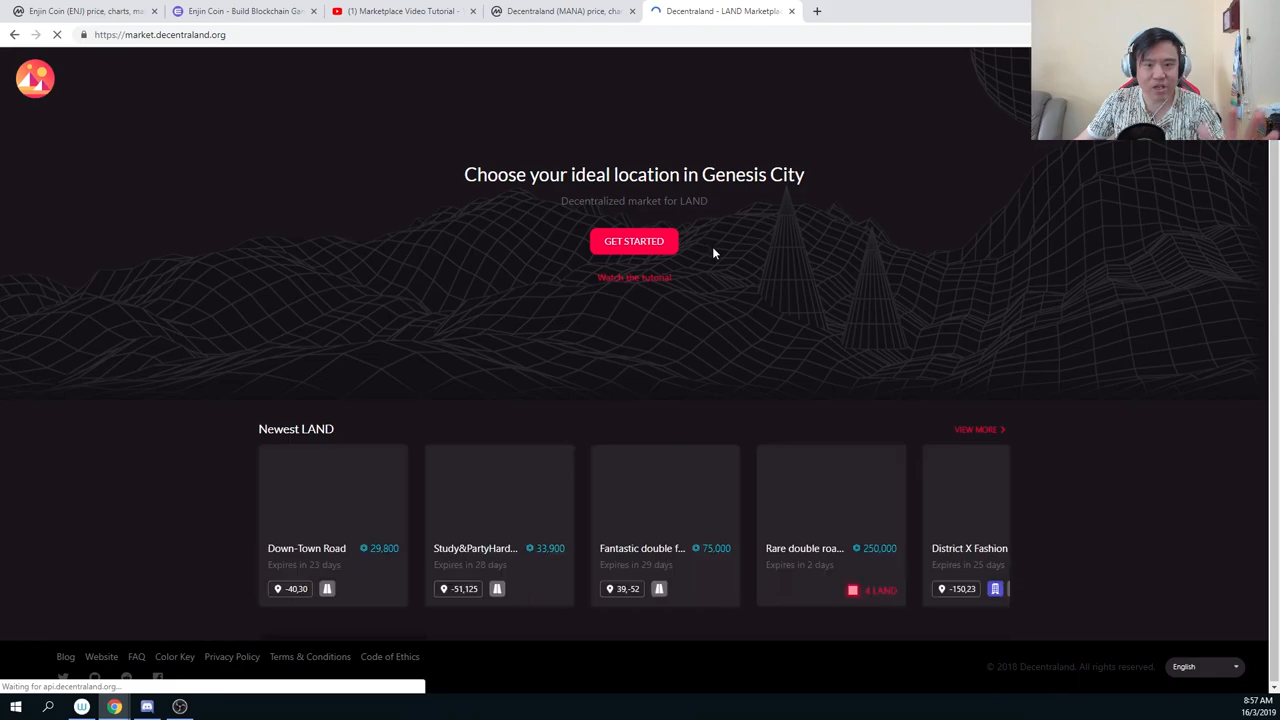 Enjin Coin (ENJ) price, charts, ma
Enjin Coin - Build Blockchain Gam
(1) Marketplace Video Tutorial -
Decentraland (MANA) price, cha
Decentraland - LAND Marketpla
https://market.decentraland.org
Choose your ideal location in Genesis City
Decentralized market for LAND
GET STARTED
Watch the tutorial
Newest LAND
VIEW MORE
Down-Town Road 29,800
Expires in 23 days
-40,30
Study&PartyHard... 33,900
Expires in 28 days
-51,125
Fantastic double f... 75,000
Expires in 29 days
39,-52
Rare double roa... 250,000
Expires in 2 days
4 LAND
District X Fashion
Expires in 25 days
-150,23
Blog Website FAQ Color Key Privacy Policy Terms & Conditions Code of Ethics
© 2018 Decentraland. All rights reserved.
English
Waiting for api.decentraland.org...
8:57 AM
16/3/2019